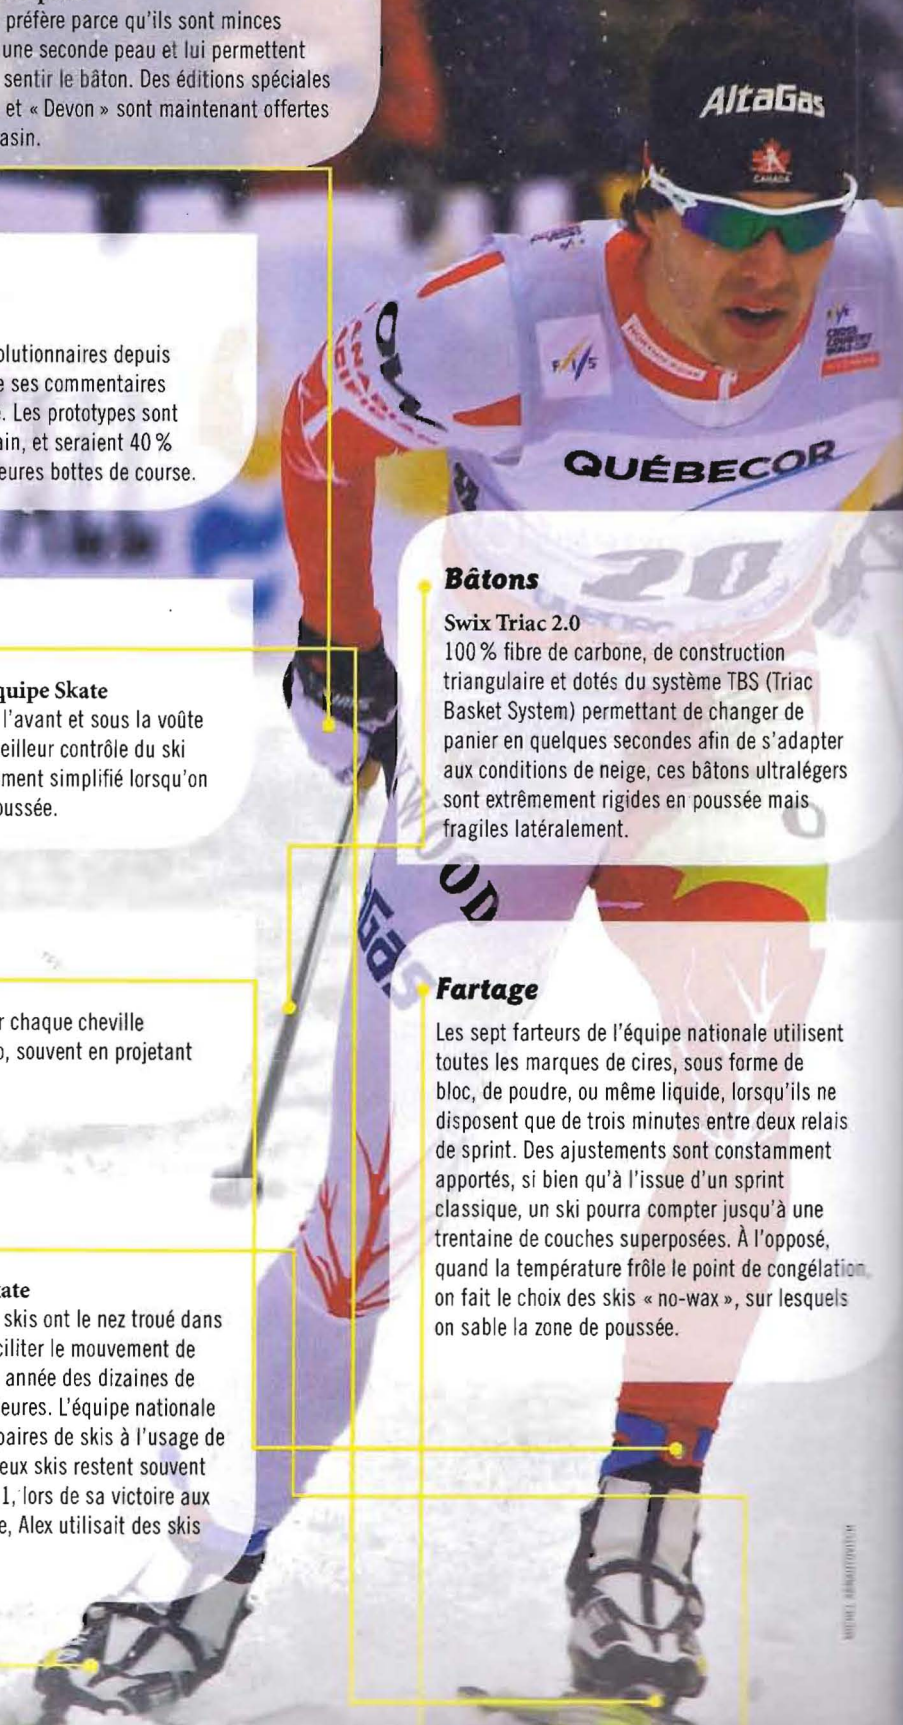 préfère parce qu'ils sont minces
une seconde peau et lui permettent
sentir le bâton. Des éditions spéciales
et « Devon » sont maintenant offertes
asin.
AltaGas
CANADA
olutionnaires depuis
e ses commentaires
. Les prototypes sont
ain, et seraient 40 %
eures bottes de course.
FIS
CROSS
COUNTRY
WORLD CUP
QUÉBECOR
20
quipe Skate
l'avant et sous la voûte
eilleur contrôle du ski
ment simplifié lorsqu'on
oussée.
Bâtons
Swix Triac 2.0
100 % fibre de carbone, de construction
triangulaire et dotés du système TBS (Triac
Basket System) permettant de changer de
panier en quelques secondes afin de s'adapter
aux conditions de neige, ces bâtons ultralégers
sont extrêmement rigides en poussée mais
fragiles latéralement.
WOOD
aGas
r chaque cheville
o, souvent en projetant
Fartage
Les sept farteurs de l'équipe nationale utilisent
toutes les marques de cires, sous forme de
bloc, de poudre, ou même liquide, lorsqu'ils ne
disposent que de trois minutes entre deux relais
de sprint. Des ajustements sont constamment
apportés, si bien qu'à l'issue d'un sprint
classique, un ski pourra compter jusqu'à une
trentaine de couches superposées. À l'opposé,
quand la température frôle le point de congélation,
on fait le choix des skis « no-wax », sur lesquels
on sable la zone de poussée.
ate
skis ont le nez troué dans
ciliter le mouvement de
année des dizaines de
eures. L'équipe nationale
paires de skis à l'usage de
eux skis restent souvent
1, lors de sa victoire aux
e, Alex utilisait des skis